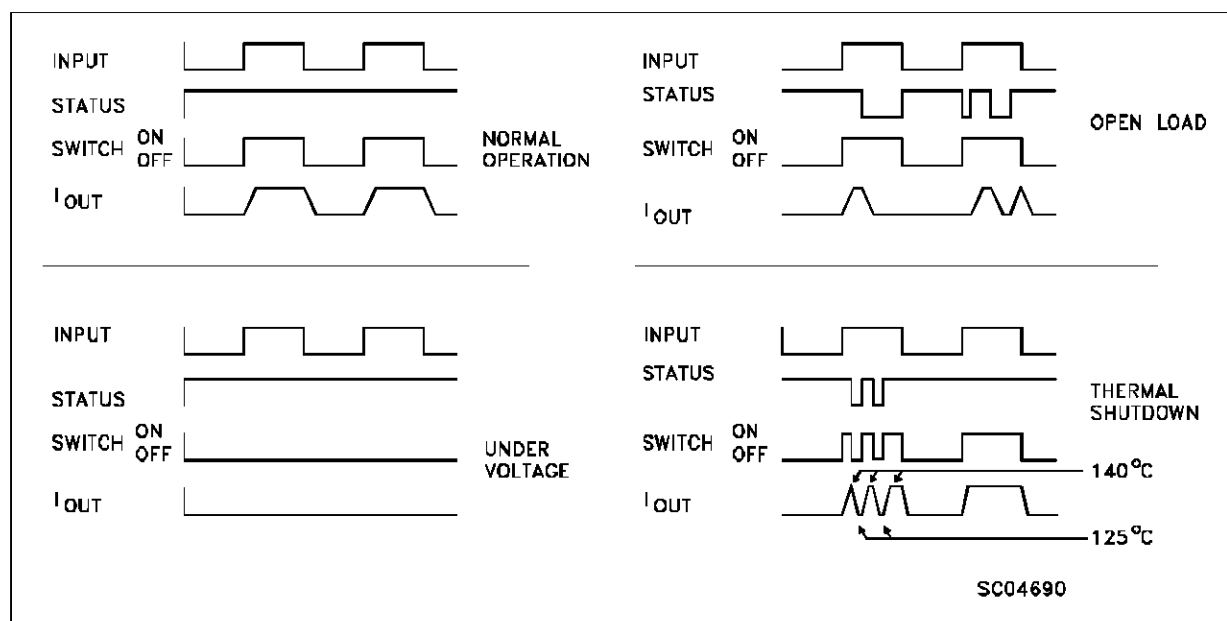 INPUT
STATUS
SWITCH ON
OFF
I OUT
NORMAL
OPERATION
INPUT
STATUS
SWITCH ON
OFF
I OUT
OPEN LOAD
INPUT
STATUS
SWITCH ON
OFF
I OUT
UNDER
VOLTAGE
INPUT
STATUS
SWITCH ON
OFF
I OUT
THERMAL
SHUTDOWN
140°C
125°C
SC04690